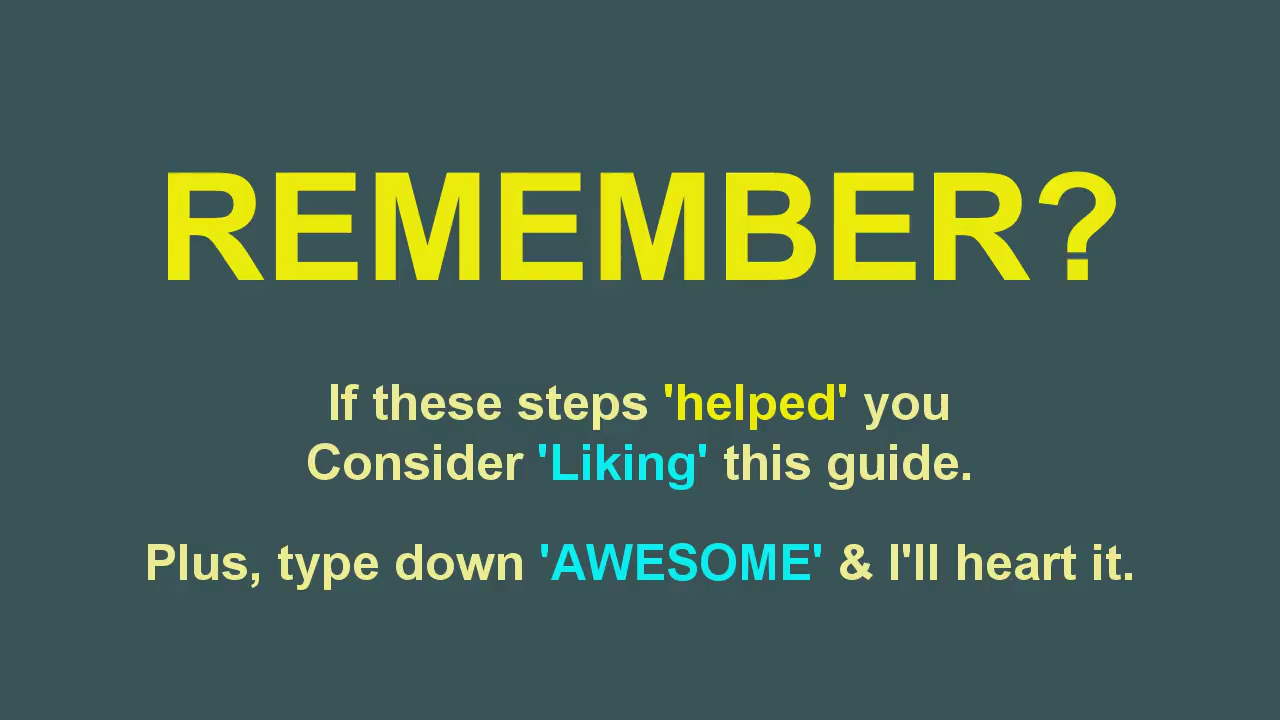 REMEMBER?
If these steps 'helped' you
Consider 'Liking' this guide.
Plus, type down 'AWESOME' & I'll heart it.